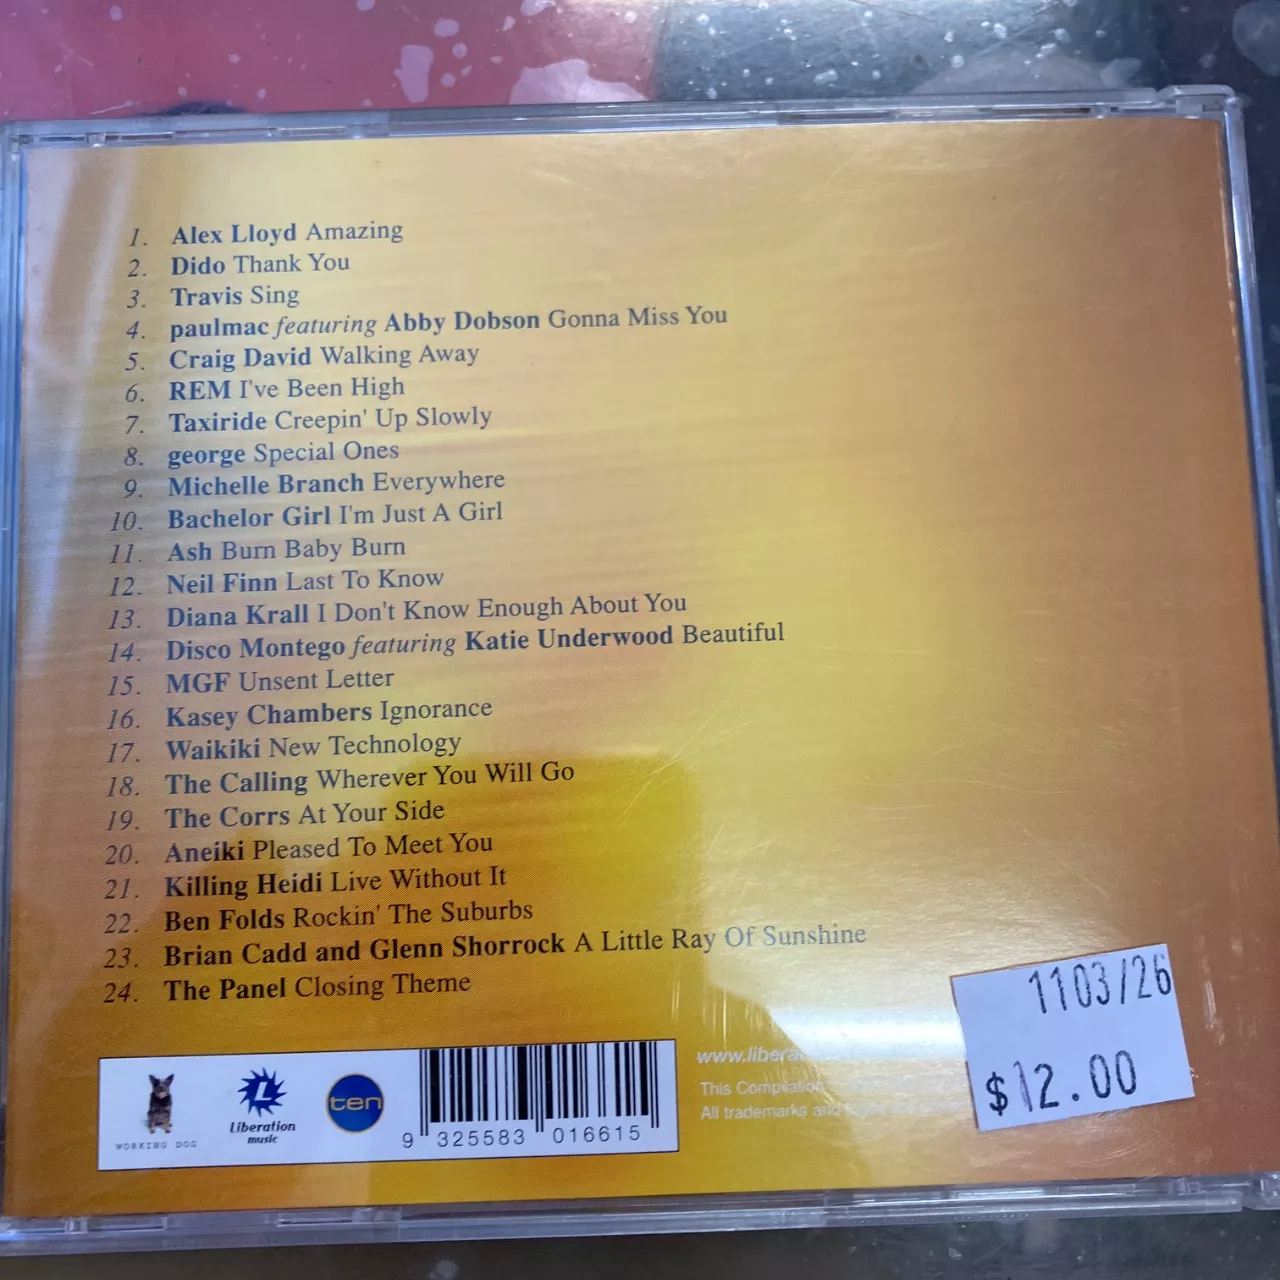 1. Alex Lloyd Amazing
2. Dido Thank You
3. Travis Sing
4. paulmac featuring Abby Dobson Gonna Miss You
5. Craig David Walking Away
6. REM I've Been High
7. Taxiride Creepin' Up Slowly
8. george Special Ones
9. Michelle Branch Everywhere
10. Bachelor Girl I'm Just A Girl
11. Ash Burn Baby Burn
12. Neil Finn Last To Know
13. Diana Krall I Don't Know Enough About You
14. Disco Montego featuring Katie Underwood Beautiful
15. MGF Unsent Letter
16. Kasey Chambers Ignorance
17. Waikiki New Technology
18. The Calling Wherever You Will Go
19. The Corrs At Your Side
20. Aneiki Pleased To Meet You
21. Killing Heidi Live Without It
22. Ben Folds Rockin' The Suburbs
23. Brian Cadd and Glenn Shorrock A Little Ray Of Sunshine
24. The Panel Closing Theme
1103/26
$12.00
WORKING DOG
L
Liberation
music
ten
9 325583 016615
This Compilation
All trademarks and